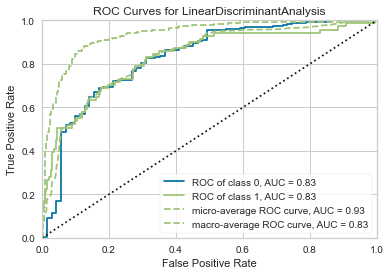 ROC Curves for LinearDiscriminantAnalysis
True Positive Rate
1.0
0.8
0.6
0.4
0.2
0.0
ROC of class 0, AUC = 0.83
ROC of class 1, AUC = 0.83
micro-average ROC curve, AUC = 0.93
macro-average ROC curve, AUC = 0.83
0.0 0.2 0.4 0.6 0.8 1.0
False Positive Rate